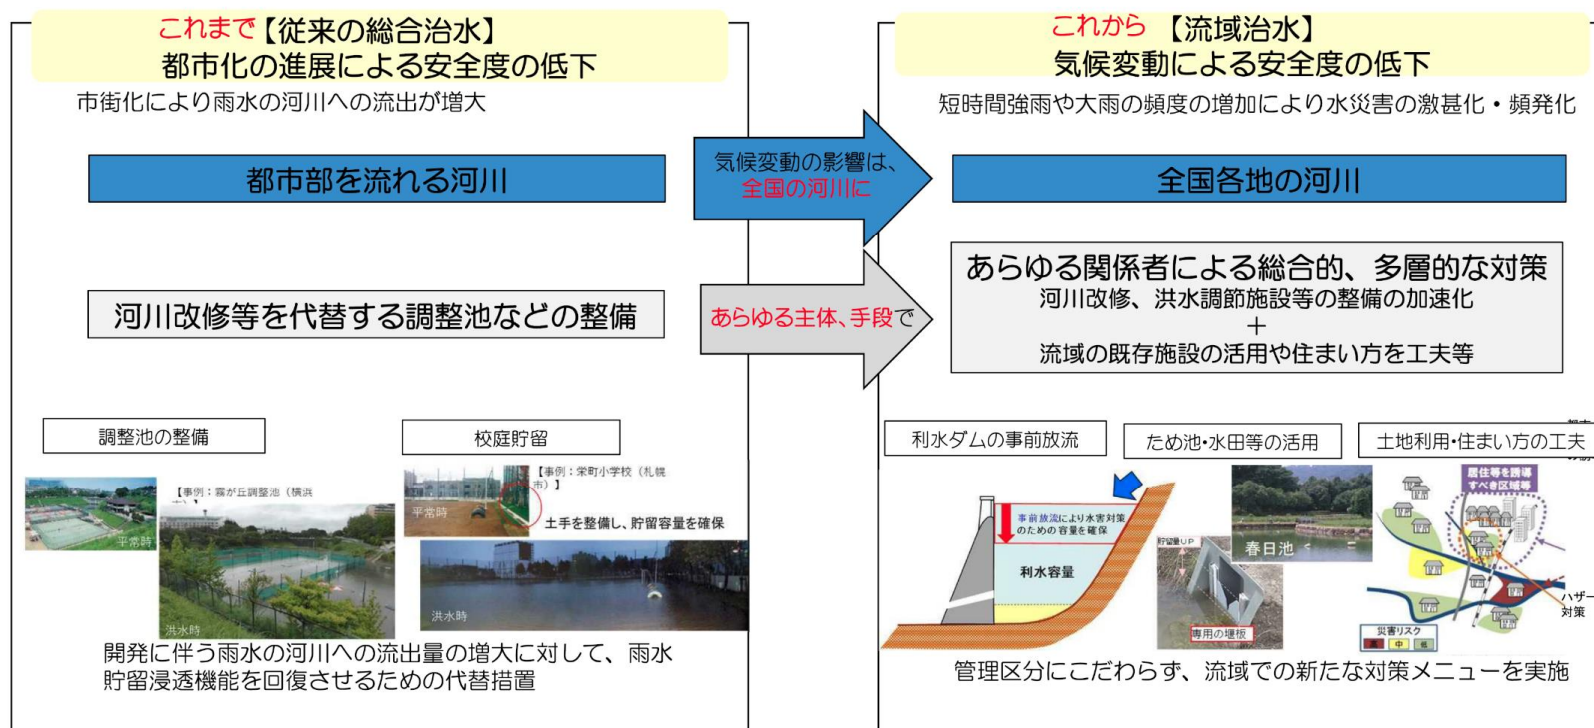 これまで【従来の総合治水】
都市化の進展による安全度の低下
市街化により雨水の河川への流出が増大
都市部を流れる河川
河川改修等を代替する調整池などの整備
調整池の整備
校庭貯留
【事例：霧が丘調整池（横浜
平常時
洪水時
【事例：栄町小学校（札幌
市）】
平常時
土手を整備し、貯留容量を確保
洪水時
開発に伴う雨水の河川への流出量の増大に対して、雨水
貯留浸透機能を回復させるための代替措置
気候変動の影響は、
全国の河川に
あらゆる主体、手段で
これから 【流域治水】
気候変動による安全度の低下
短時間強雨や大雨の頻度の増加により水災害の激甚化・頻発化
全国各地の河川
あらゆる関係者による総合的、多層的な対策
河川改修、洪水調節施設等の整備の加速化
＋
流域の既存施設の活用や住まい方を工夫等
利水ダムの事前放流
ため池・水田等の活用
土地利用・住まい方の工夫
事前放流により水害対策
のための容量を確保
利水容量
貯留量UP
専用の堰板
春日池
居住等を誘導
すべき区域等
ハザー
対策
災害リスク
高 中 低
管理区分にこだわらず、流域での新たな対策メニューを実施